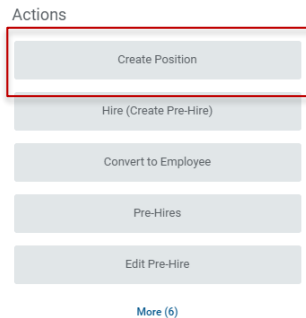 Actions
Create Position
Hire (Create Pre-Hire)
Convert to Employee
Pre-Hires
Edit Pre-Hire
More (6)